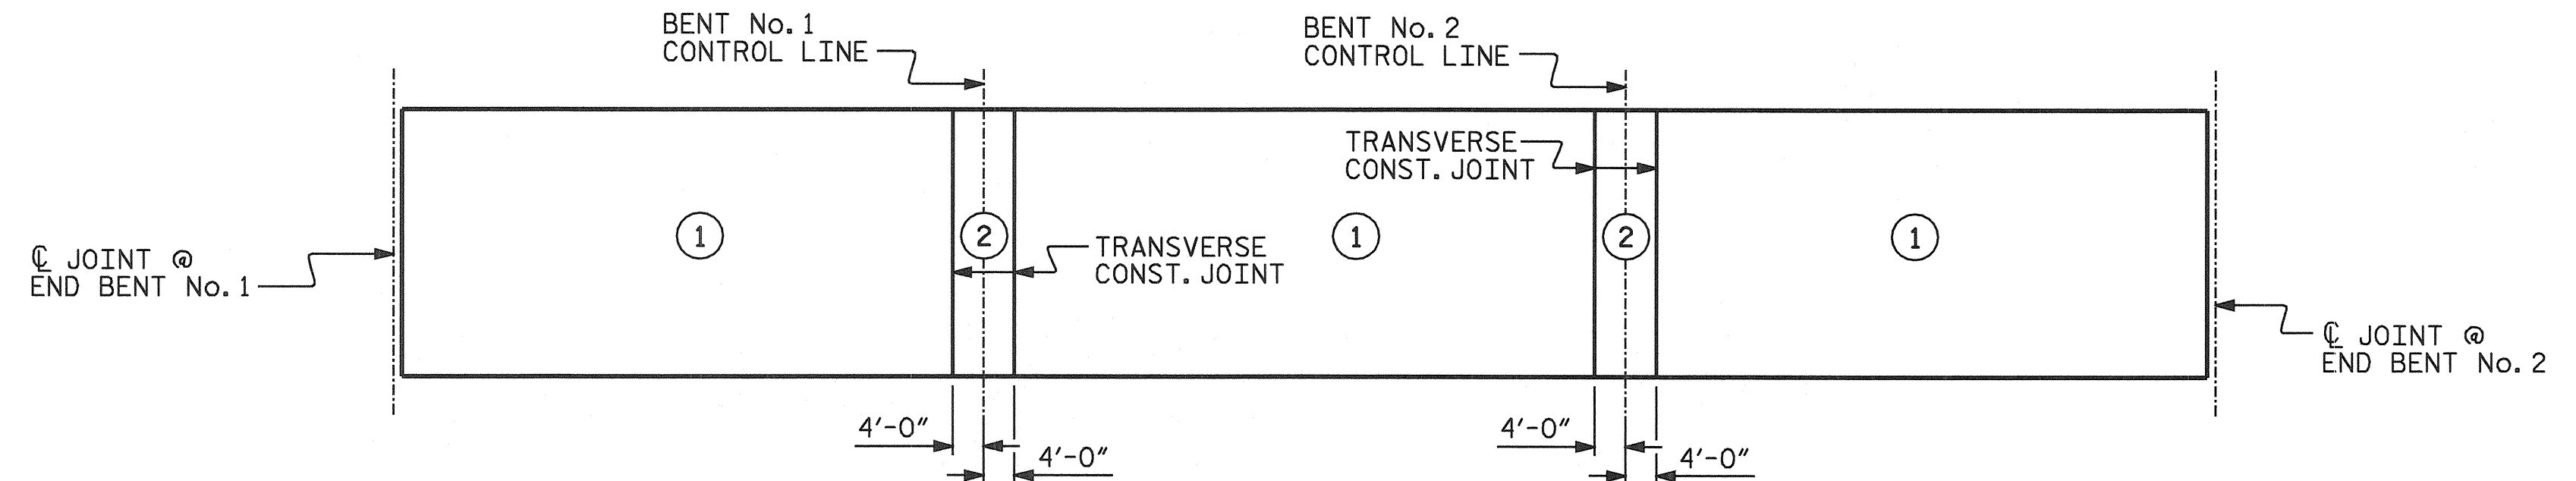 BENT No. 1
CONTROL LINE
BENT No. 2
CONTROL LINE
TRANSVERSE
CONST. JOINT
1
2
1
2
1
TRANSVERSE
CONST. JOINT
℄ JOINT @
END BENT No. 1
℄ JOINT @
END BENT No. 2
4'-0"
4'-0"
4'-0"
4'-0"